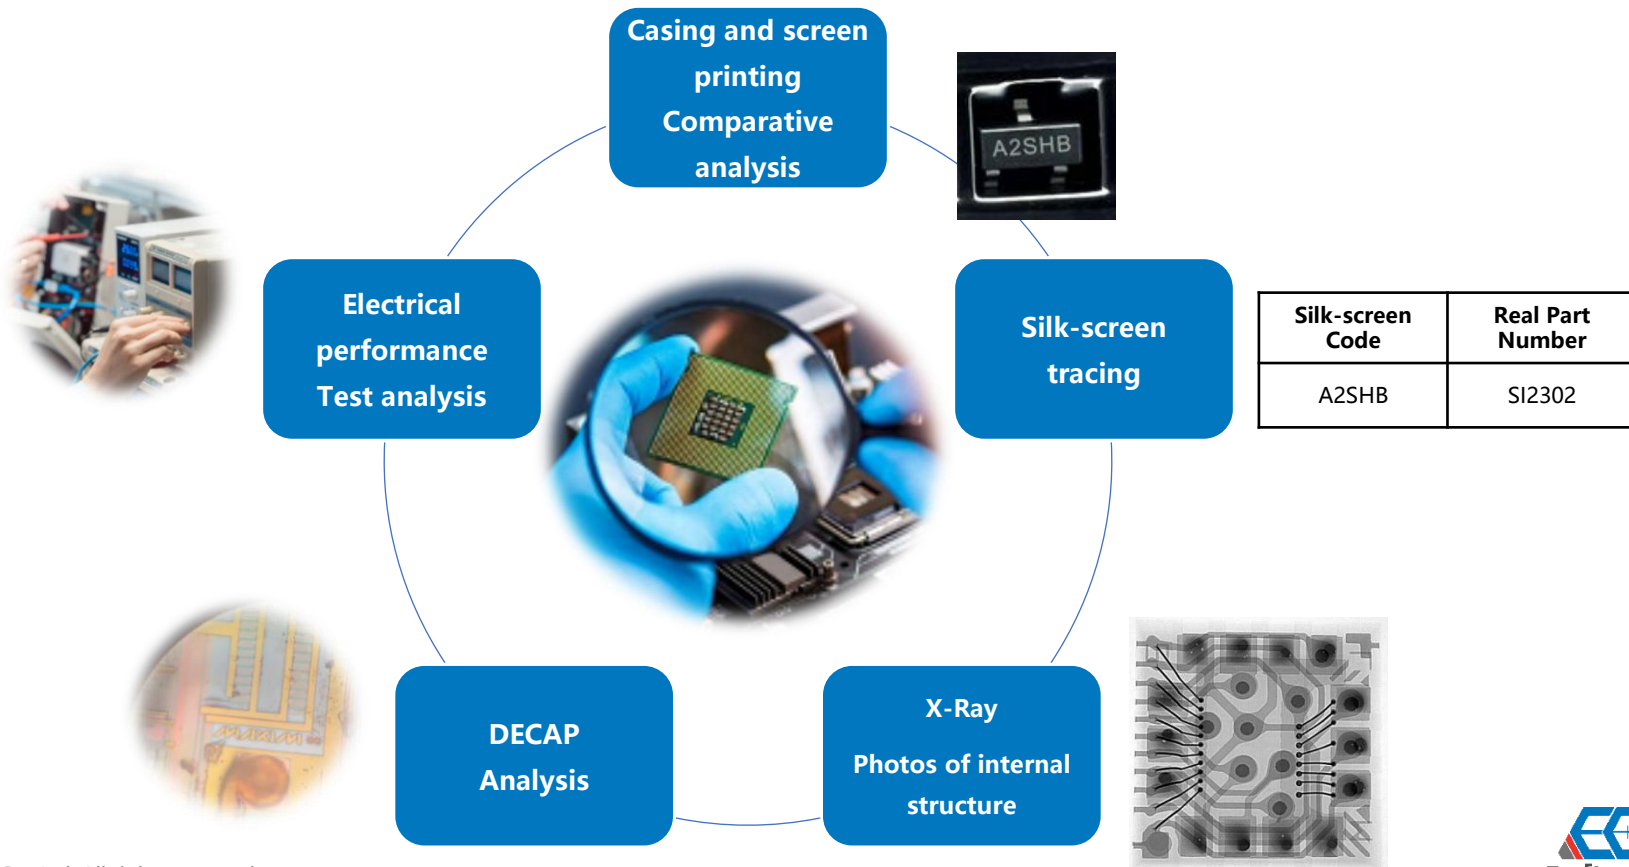 Casing and screen
printing
Comparative
analysis
A2SHB
Electrical
performance
Test analysis
Silk-screen
tracing
Silk-screen
Code
Real Part
Number
A2SHB
SI2302
DECAP
Analysis
X-Ray
Photos of internal
structure